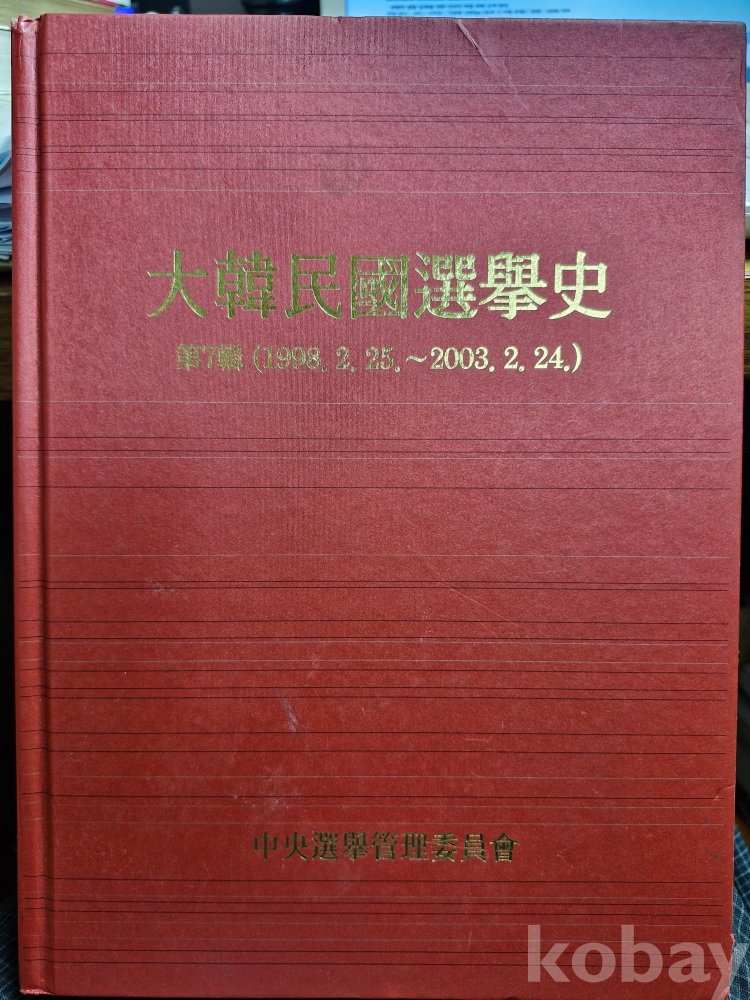 大韓民國選擧史
第7輯 (1998. 2. 25.~2003. 2. 24.)
中央選擧管理委員會
kobay